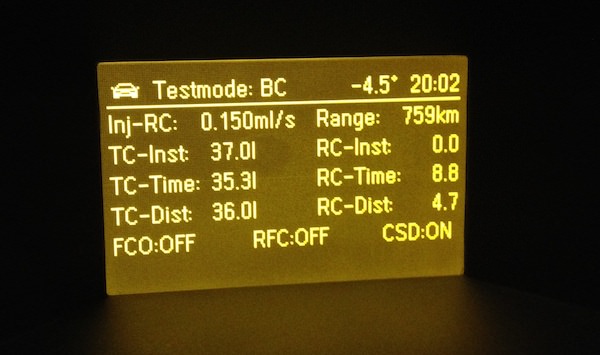 Testmode: BC -4.5° 20:02
Inj-RC: 0.150ml/s Range: 759km
TC-Inst: 37.0l RC-Inst: 0.0
TC-Time: 35.3l RC-Time: 8.8
TC-Dist: 36.0l RC-Dist: 4.7
FCO:OFF RFC:OFF CSD:ON